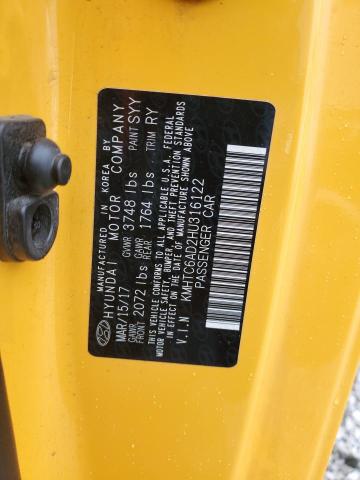 MANUFACTURED IN KOREA BY
HYUNDAI MOTOR COMPANY
MAR/15/17 GVWR 3748 lbs PAINT SYY
GAWR FRONT 2072 lbs GAWR REAR 1764 lbs TRIM RY
THIS VEHICLE CONFORMS TO ALL APPLICABLE U.S.A. FEDERAL
MOTOR VEHICLE SAFETY, BUMPER, AND THEFT PREVENTION STANDARDS
IN EFFECT ON THE DATE OF MANUFACTURE SHOWN ABOVE.
V.I.N KMHTC6AD2HU316122
PASSENGER CAR